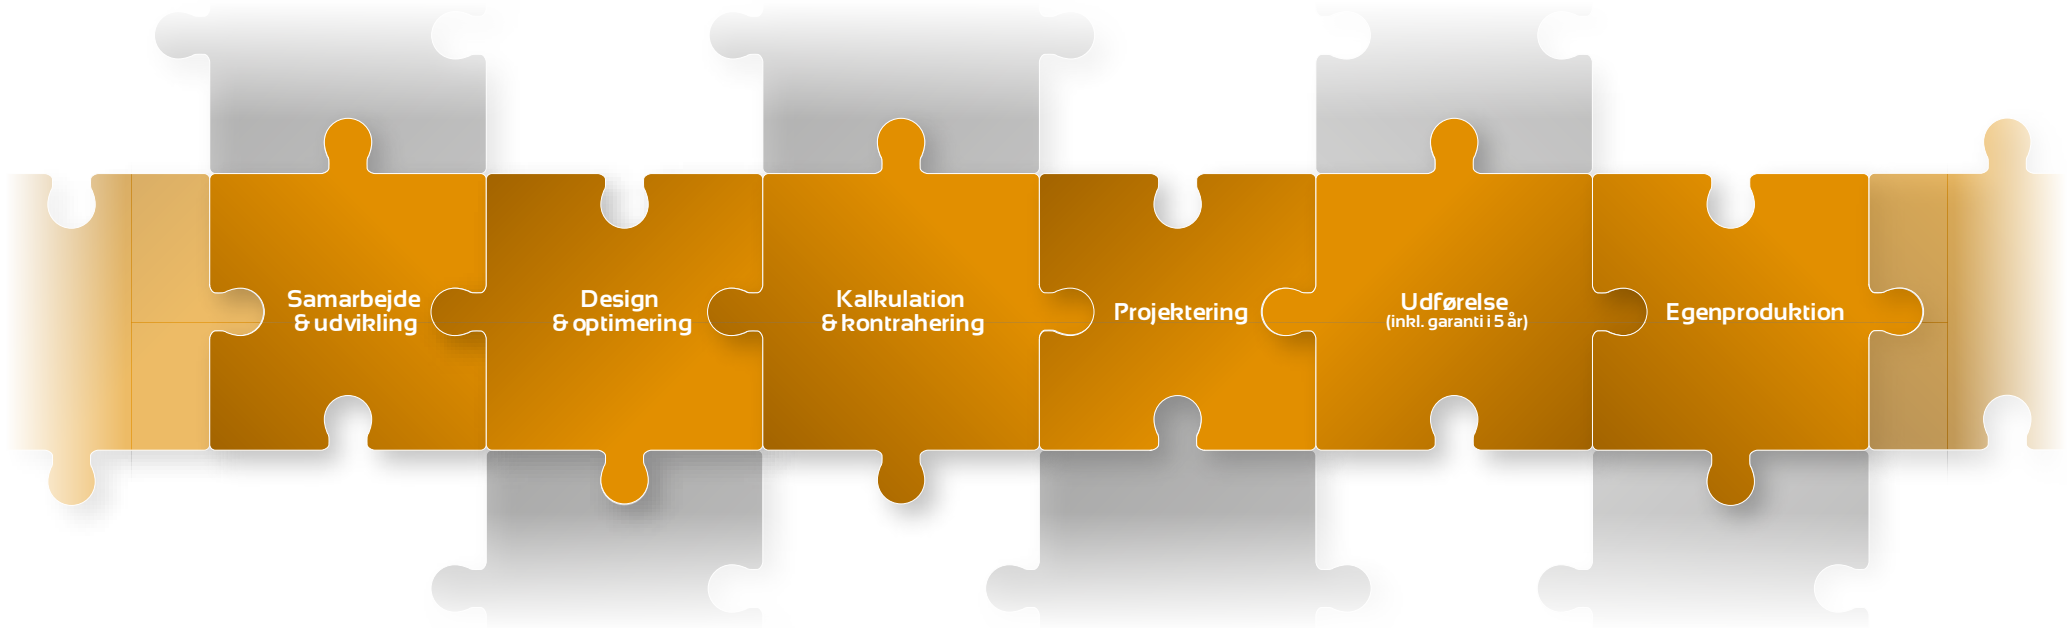 Samarbejde
& udvikling
Design
& optimering
Kalkulation
& kontrahering
Projektering
Udførelse
(inkl. garanti i 5 år)
Egenproduktion